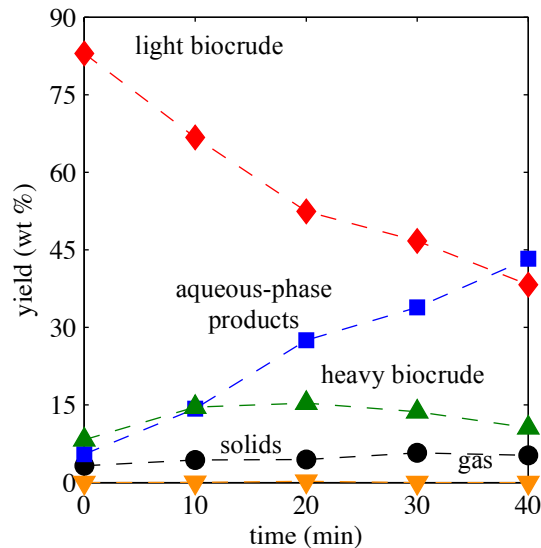 90
light biocrude
75
60
yield (wt %)
45
aqueous-phase
products
30
heavy biocrude
15
solids
gas
0
0
10
20
30
40
time (min)